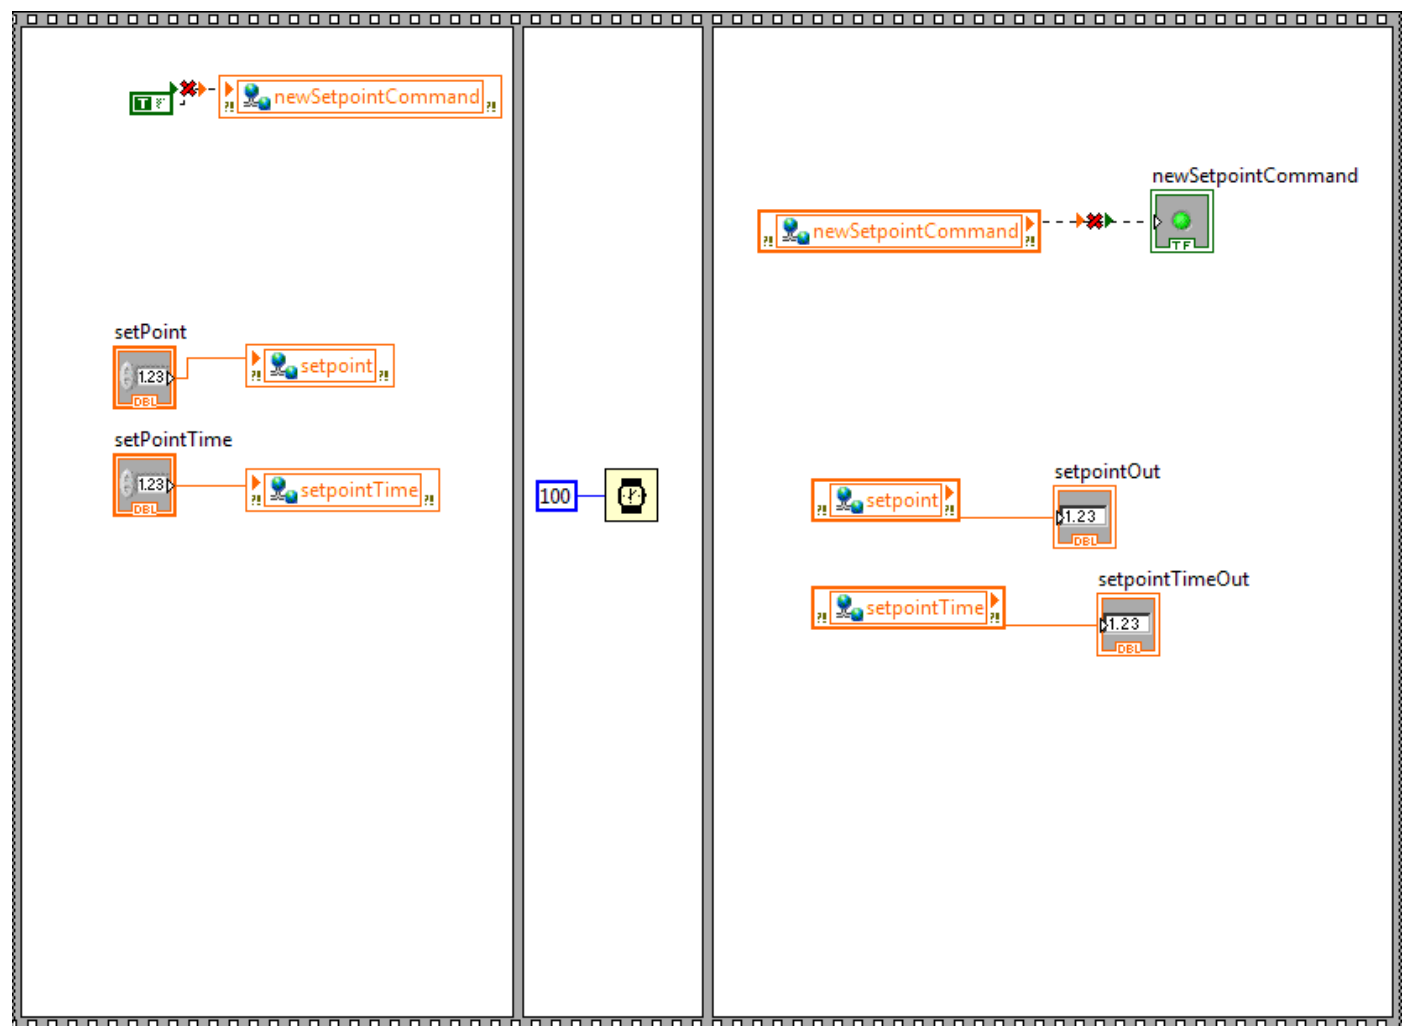 T F
newSetpointCommand
?!
?!
setPoint
1.23
DBL
setpoint
?!
?!
setPointTime
1.23
DBL
setpointTime
?!
?!
100
newSetpointCommand
?!
?!
newSetpointCommand
TF
setpoint
?!
?!
setpointOut
1.23
DBL
setpointTime
?!
?!
setpointTimeOut
1.23
DBL